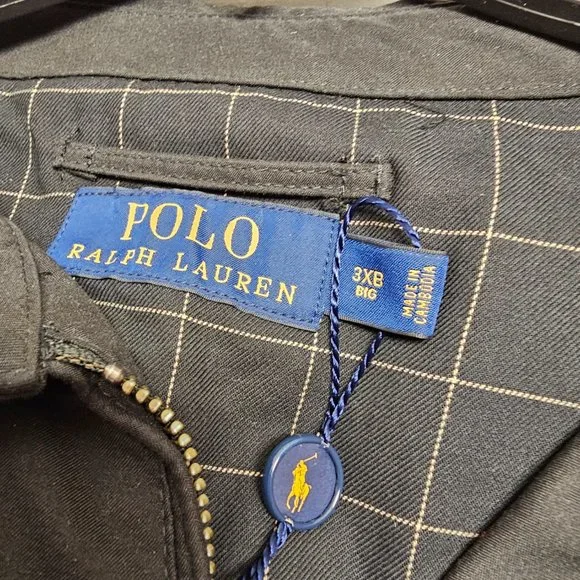 POLO
RALPH LAUREN
3XB
BIG
MADE IN
CAMBODIA